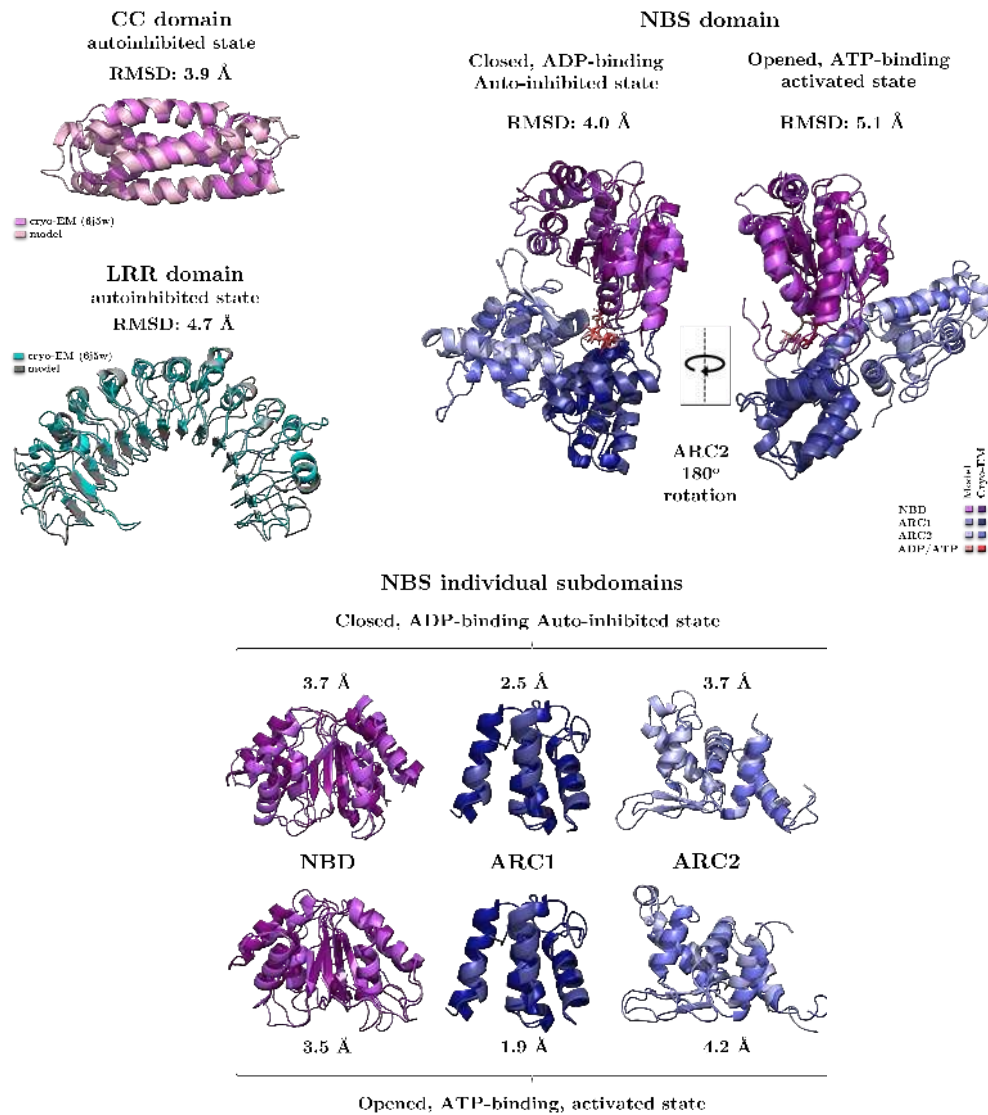 CC domain
autoinhibited state
RMSD: 3.9 Å
cryo-EM (6j5w)
model
LRR domain
autoinhibited state
RMSD: 4.7 Å
cryo-EM (6j5w)
model
NBS domain
Closed, ADP-binding
Auto-inhibited state
RMSD: 4.0 Å
Opened, ATP-binding
activated state
RMSD: 5.1 Å
ARC2
180°
rotation
Model
Cryo-EM
NBD
ARC1
ARC2
ADP/ATP
NBS individual subdomains
Closed, ADP-binding Auto-inhibited state
3.7 Å 2.5 Å 3.7 Å
NBD ARC1 ARC2
3.5 Å 1.9 Å 4.2 Å
Opened, ATP-binding, activated state